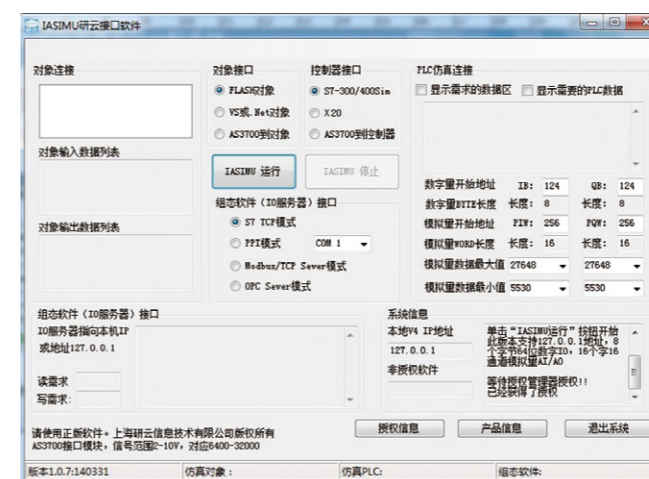 IASIMU研云接口软件
对象连接
对象输入数据列表
对象输出数据列表
对象接口
FLASH对象
VS或.Net对象
AS3700到对象
控制器接口
S7-300/400Sim
X20
AS3700到控制器
IASIMU 运行
IASIMU 停止
组态软件（IO服务器）接口
S7 TCP模式
PPI模式 COM 1
Modbus/TCP Sever模式
OPC Sever模式
PLC仿真连接
显示需求的数据区 显示需要的PLC数据
数字量开始地址 IB: 124 QB: 124
数字量BYTE长度 长度: 8 长度: 8
模拟量开始地址 PIW: 256 PQW: 256
模拟量WORD长度 长度: 16 长度: 16
模拟量数据最大值 27648 27648
模拟量数据最小值 5530 5530
组态软件（IO服务器）接口
IO服务器指向本机IP
或地址127.0.0.1
读需求
写需求:
系统信息
本地V4 IP地址
127.0.0.1
非授权软件
单击“IASIMU运行”按钮开始
此版本支持127.0.0.1地址，8
个字节64位数字IO，16个字16
通道模拟量AI/AO
等待授权管理器授权!!
已经获得了授权
请使用正版软件。上海研云信息技术有限公司版权所有
AS3700接口模块，信号范围2-10V，对应6400-32000
授权信息
产品信息
退出系统
版本1.0.7:140331 仿真对象: 仿真PLC: 组态软件: